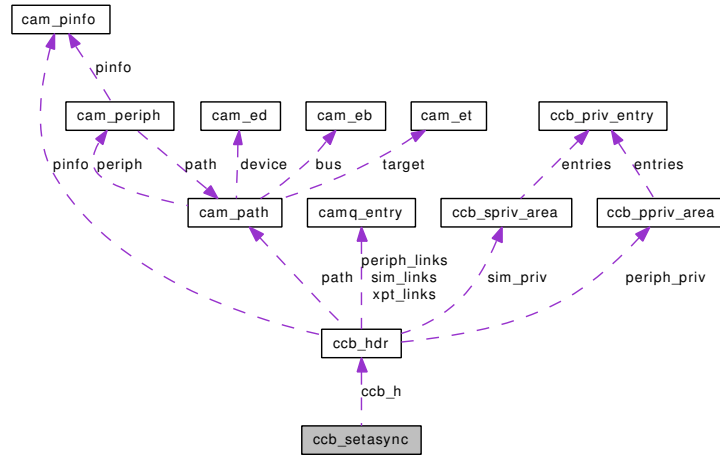 cam_pinfo
pinfo
cam_periph
cam_ed
cam_eb
cam_et
ccb_priv_entry
pinfo
periph
path
device
bus
target
entries
entries
cam_path
camq_entry
ccb_spriv_area
ccb_ppriv_area
path
periph_links
sim_links
xpt_links
sim_priv
periph_priv
ccb_hdr
ccb_h
ccb_setasync